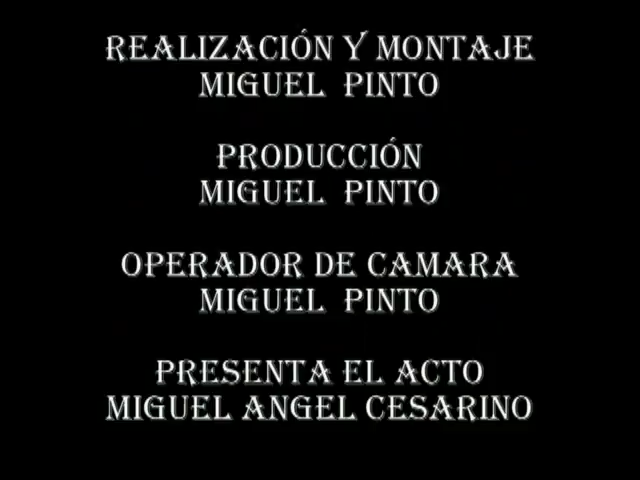 REALIZACIÓN Y MONTAJE
MIGUEL PINTO
PRODUCCIÓN
MIGUEL PINTO
OPERADOR DE CAMARA
MIGUEL PINTO
PRESENTA EL ACTO
MIGUEL ANGEL CESARINO